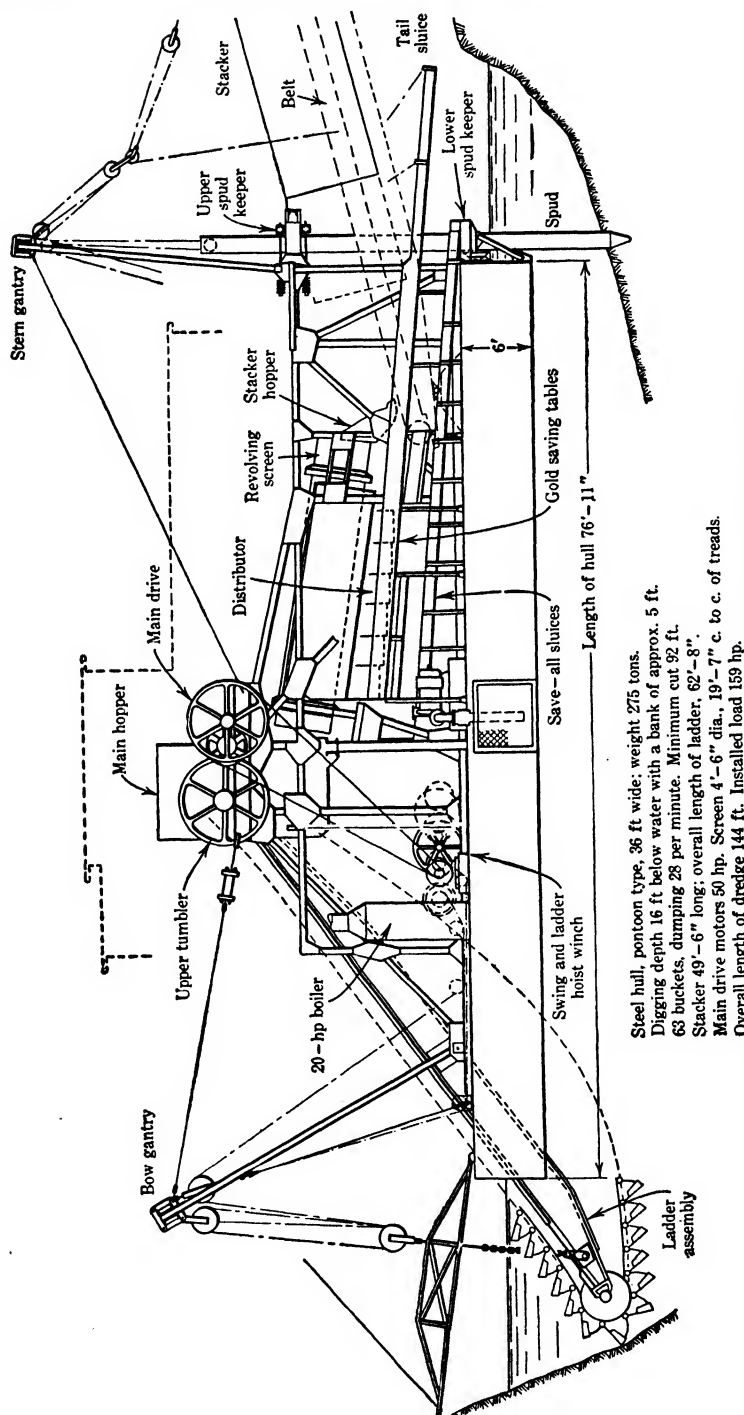 Stern gantry
Stacker
Belt
Tail
sluice
Upper
spud
keeper
Lower
spud keeper
Spud
Main drive
Main hopper
Upper tumbler
Bow gantry
Revolving
screen
Stacker
hopper
Distributor
20-hp boiler
6'
Gold saving tables
Save-all sluices
Swing and ladder
hoist winch
Length of hull 76'-11"
Ladder
assembly
Steel hull, pontoon type, 36 ft wide; weight 275 tons.
Digging depth 16 ft below water with a bank of approx. 5 ft.
63 buckets, dumping 28 per minute. Minimum cut 92 ft.
Stacker 49'-6" long; overall length of ladder, 62'-8".
Main drive motors 50 hp. Screen 4'-6" dia., 19'-7" c. to c. of treads.
Overall length of dredge 144 ft. Installed load 159 hp.